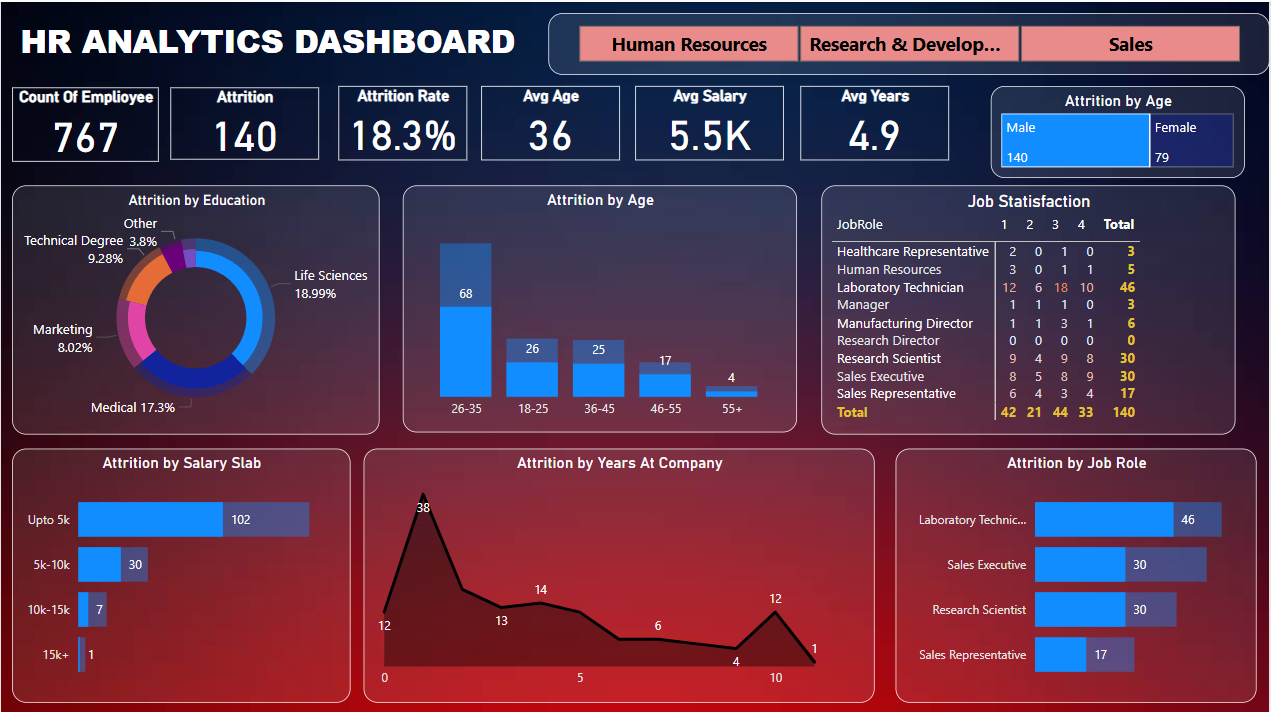 HR ANALYTICS DASHBOARD
Human Resources
Research & Develop...
Sales
Count Of Emplioyee
767
Attrition
140
Attrition Rate
18.3%
Avg Age
36
Avg Salary
5.5K
Avg Years
4.9
Attrition by Age
Male
Female
140
79
Attrition by Education
Other
3.8%
Technical Degree
9.28%
Life Sciences
18.99%
Marketing
8.02%
Medical 17.3%
Attrition by Age
68
26
25
17
4
26-35 18-25 36-45 46-55 55+
Job Statisfaction
JobRole 1 2 3 4 Total
Healthcare Representative 2 0 1 0 3
Human Resources 3 0 1 1 5
Laboratory Technician 12 6 18 10 46
Manager 1 1 1 0 3
Manufacturing Director 1 1 3 1 6
Research Director 0 0 0 0 0
Research Scientist 9 4 9 8 30
Sales Executive 8 5 8 9 30
Sales Representative 6 4 3 4 17
Total 42 21 44 33 140
Attrition by Salary Slab
Upto 5k 102
5k-10k 30
10k-15k 7
15k+ 1
Attrition by Years At Company
38
12
13
14
6
4
12
1
0 5 10
Attrition by Job Role
Laboratory Technic... 46
Sales Executive 30
Research Scientist 30
Sales Representative 17